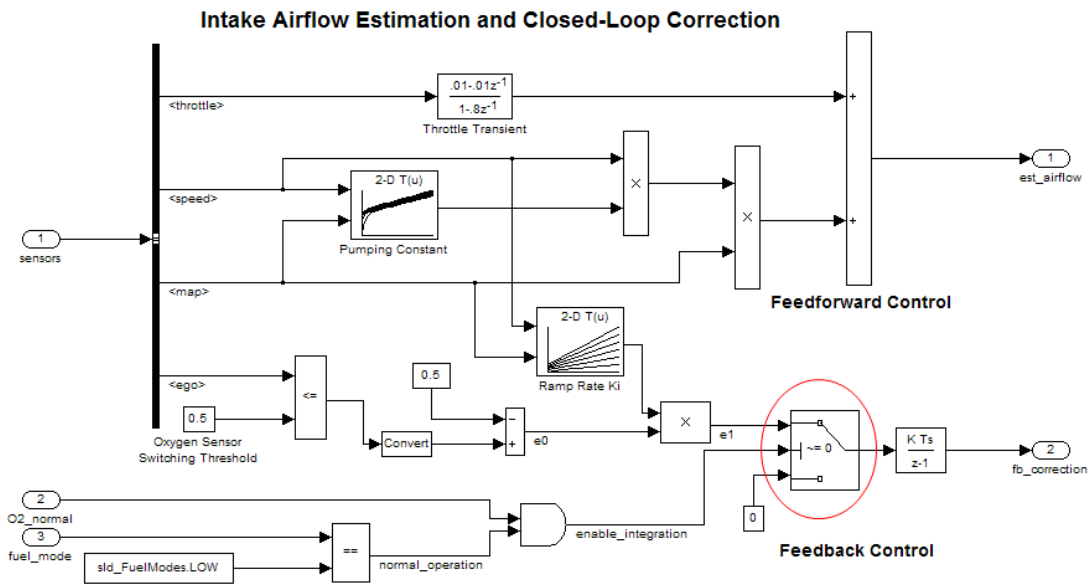 Intake Airflow Estimation and Closed-Loop Correction
.01-.01z⁻¹
1-.8z⁻¹
<throttle>
Throttle Transient
+
1
est_airflow
2-D T(u)
×
<speed>
Pumping Constant
×
+
1
sensors
<map>
Feedforward Control
2-D T(u)
Ramp Rate Ki
<ego>
<=
0.5
0.5
Oxygen Sensor
Switching Threshold
Convert
−
+
e0
×
e1
~= 0
K Ts
z-1
2
fb_correction
0
2
O2_normal
3
fuel_mode
enable_integration
==
sld_FuelModes.LOW
normal_operation
Feedback Control